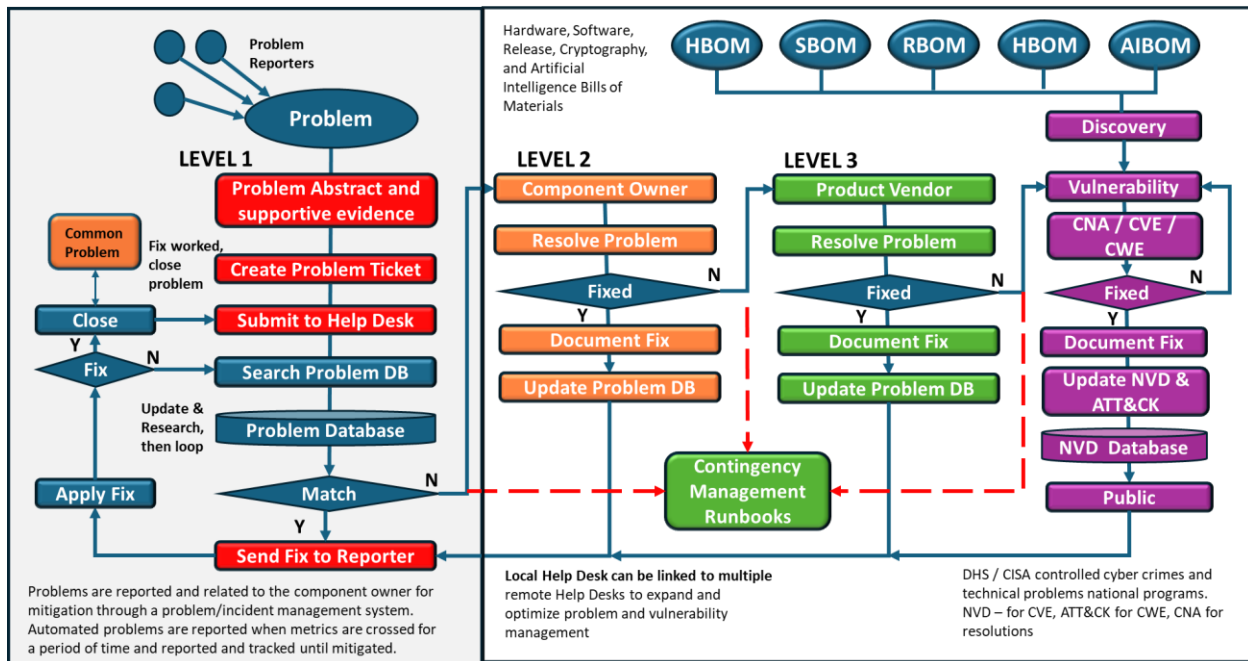 Problem
Reporters
Problem
LEVEL 1
Problem Abstract and
supportive evidence
Common
Problem
Fix worked,
close
problem
Create Problem Ticket
Close
Submit to Help Desk
Y
Fix
N
Search Problem DB
Update &
Research,
then loop
Problem Database
Apply Fix
Match
N
Y
Send Fix to Reporter
Problems are reported and related to the component owner for
mitigation through a problem/incident management system.
Automated problems are reported when metrics are crossed for
a period of time and reported and tracked until mitigated.
Hardware, Software,
Release, Cryptography,
and Artificial
Intelligence Bills of
Materials
HBOM
SBOM
RBOM
HBOM
AIBOM
LEVEL 2
Component Owner
Resolve Problem
Fixed
N
Y
Document Fix
Update Problem DB
LEVEL 3
Product Vendor
Resolve Problem
Fixed
N
Y
Document Fix
Update Problem DB
Contingency
Management
Runbooks
Discovery
Vulnerability
CNA / CVE /
CWE
Fixed
N
Y
Document Fix
Update NVD &
ATT&CK
NVD Database
Public
Local Help Desk can be linked to multiple
remote Help Desks to expand and
optimize problem and vulnerability
management
DHS / CISA controlled cyber crimes and
technical problems national programs.
NVD – for CVE, ATT&CK for CWE, CNA for
resolutions